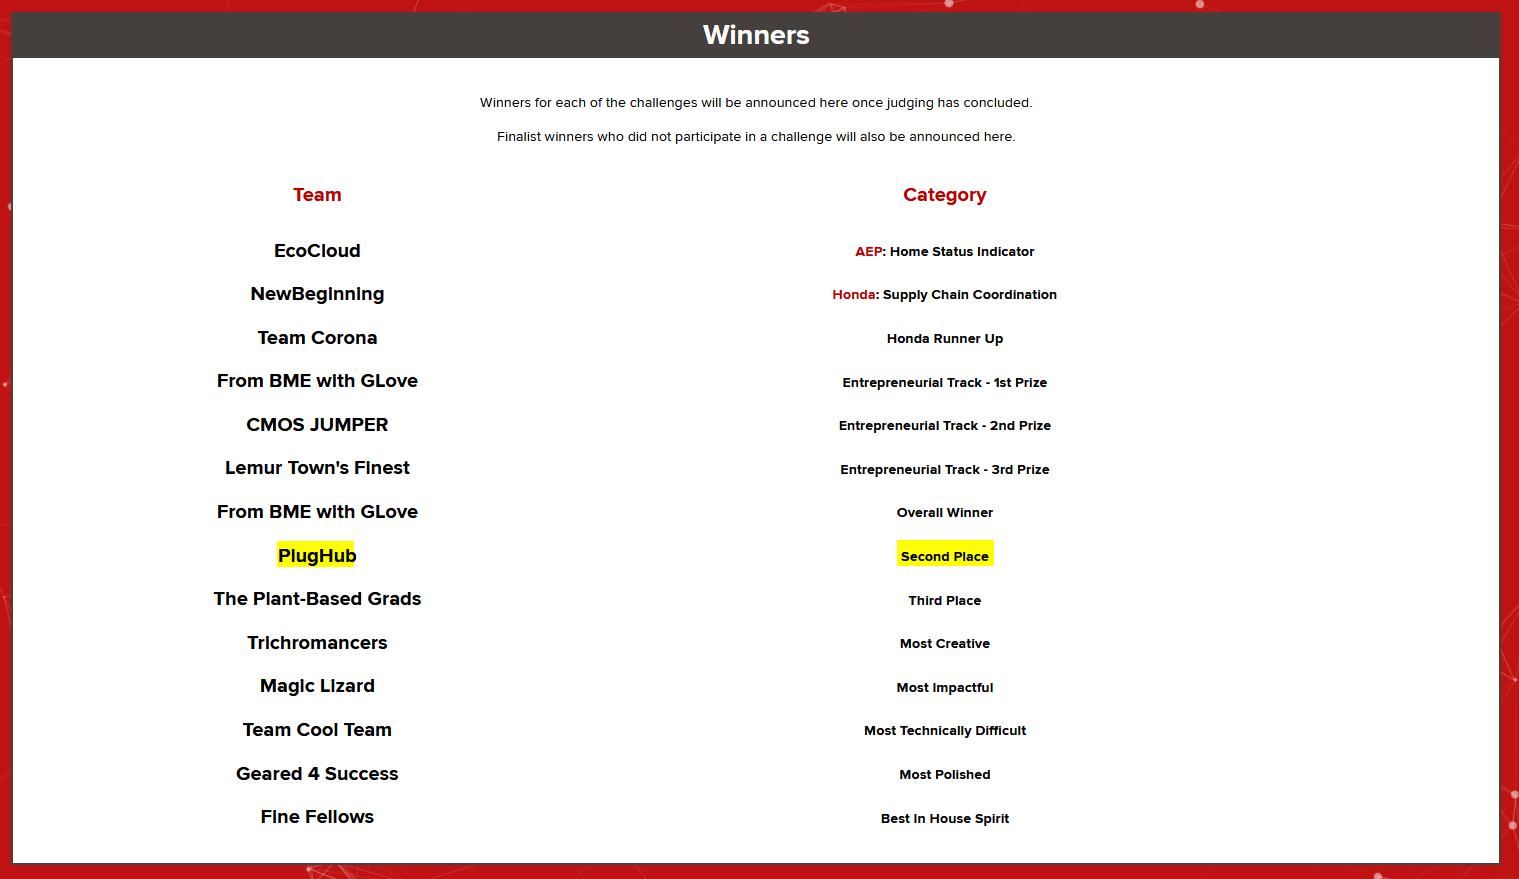 Winners
Winners for each of the challenges will be announced here once judging has concluded.
Finalist winners who did not participate in a challenge will also be announced here.
Team Category
EcoCloud AEP: Home Status Indicator
NewBeginning Honda: Supply Chain Coordination
Team Corona Honda Runner Up
From BME with GLove Entrepreneurial Track - 1st Prize
CMOS JUMPER Entrepreneurial Track - 2nd Prize
Lemur Town's Finest Entrepreneurial Track - 3rd Prize
From BME with GLove Overall Winner
PlugHub Second Place
The Plant-Based Grads Third Place
Trichromancers Most Creative
Magic Lizard Most Impactful
Team Cool Team Most Technically Difficult
Geared 4 Success Most Polished
Fine Fellows Best In House Spirit